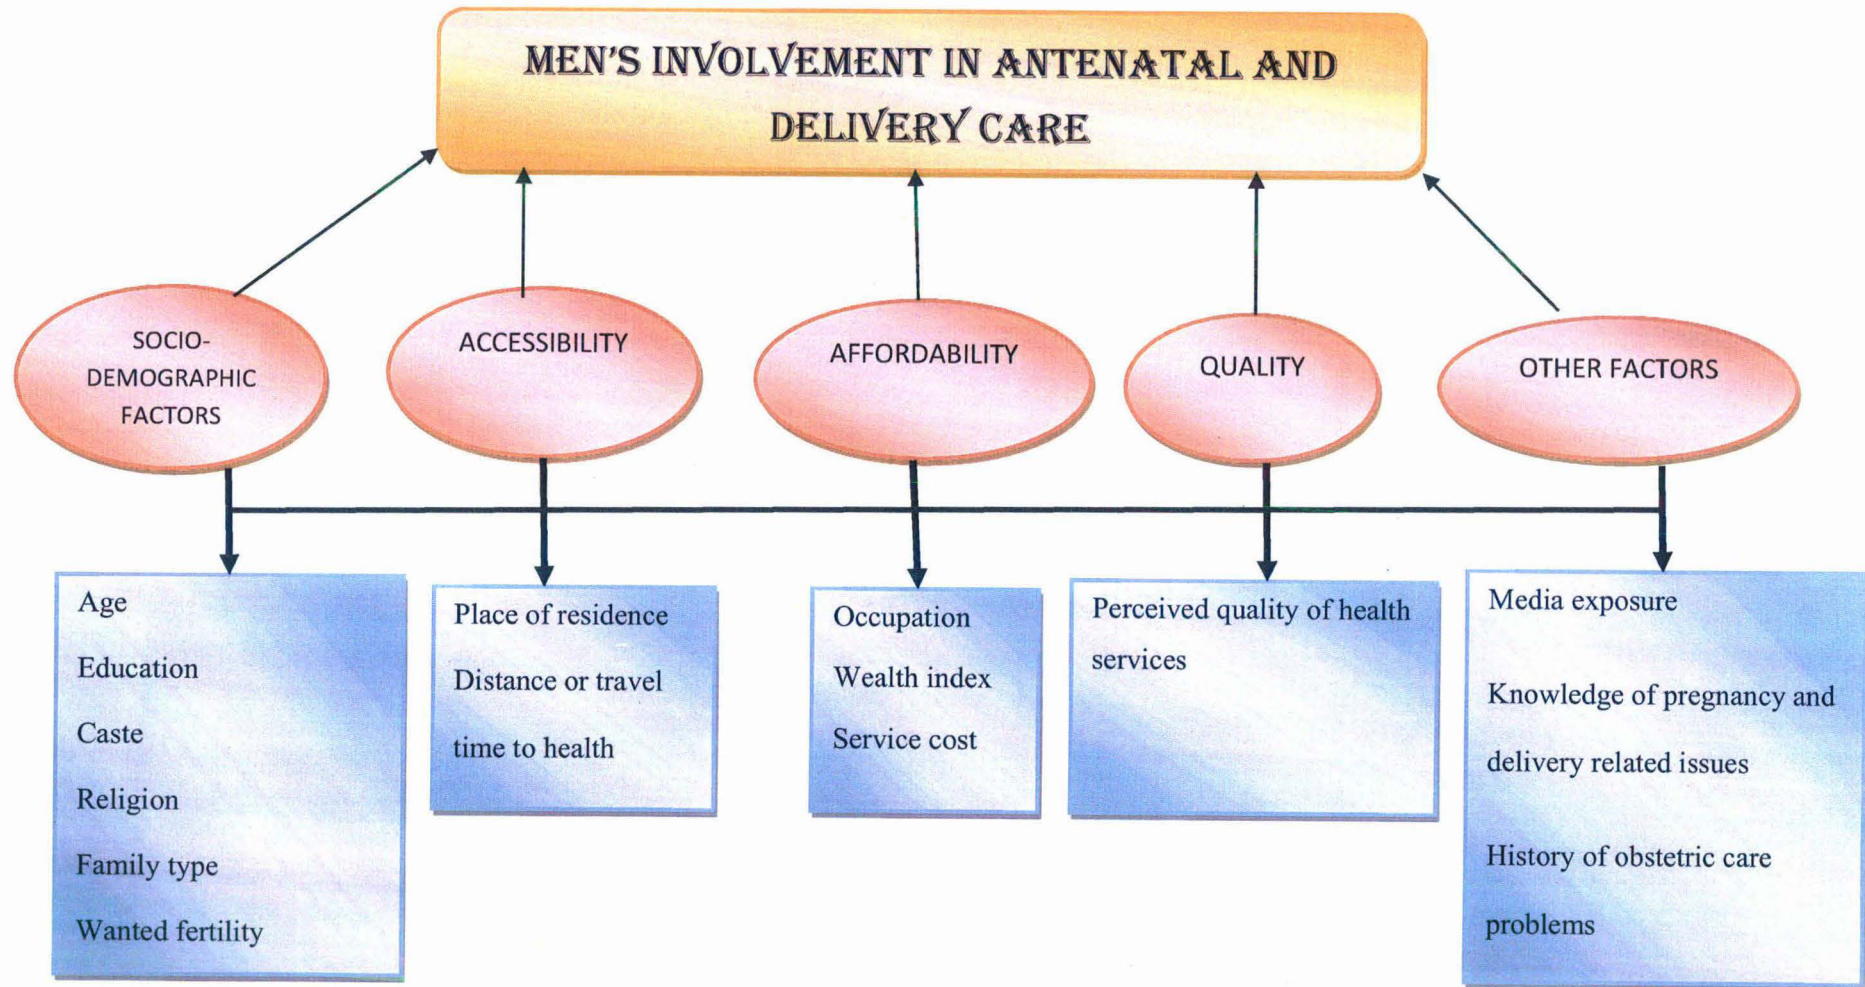 MEN'S INVOLVEMENT IN ANTENATAL AND
DELIVERY CARE
SOCIO-
DEMOGRAPHIC
FACTORS
ACCESSIBILITY
AFFORDABILITY
QUALITY
OTHER FACTORS
Age
Education
Caste
Religion
Family type
Wanted fertility
Place of residence
Distance or travel
time to health
Occupation
Wealth index
Service cost
Perceived quality of health
services
Media exposure
Knowledge of pregnancy and
delivery related issues
History of obstetric care
problems